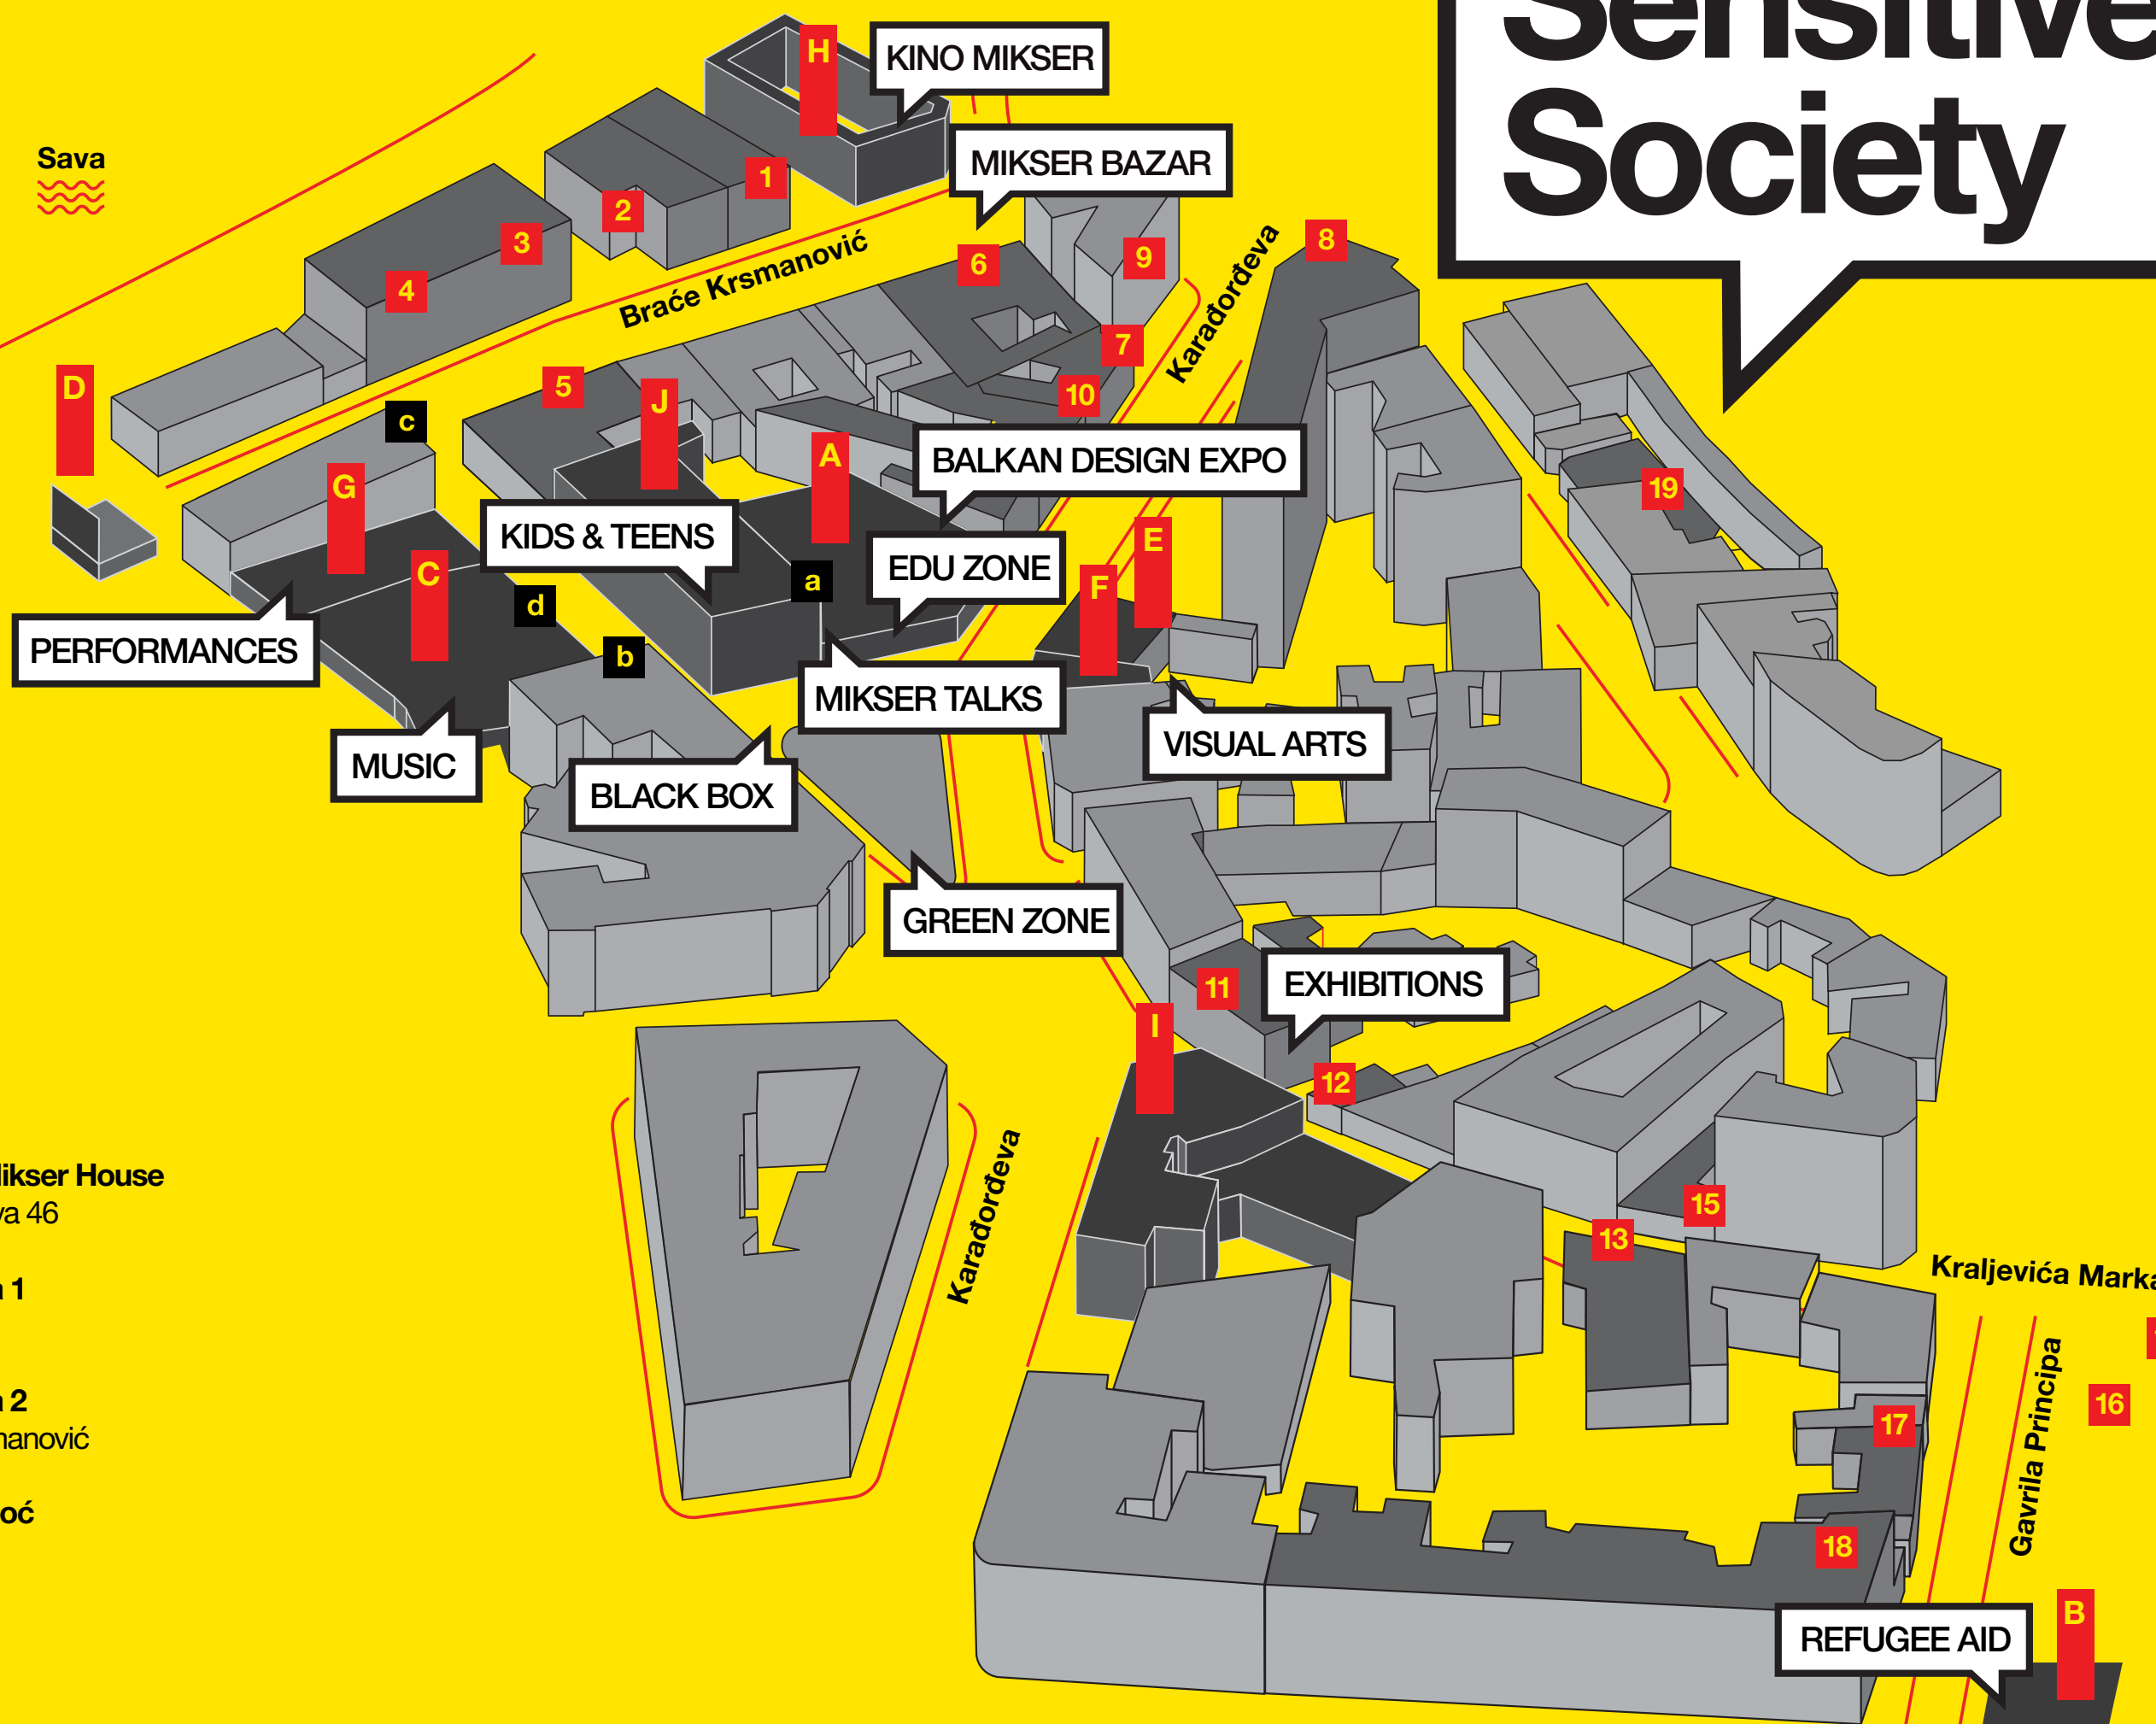 Sensitive
Society
H
KINO MIKSER
MIKSER BAZAR
Sava
1
2
3
4
Braće Krsmanović
6
9
Karađorđeva
8
7
10
5
J
D
c
G
A
BALKAN DESIGN EXPO
19
KIDS & TEENS
EDU ZONE
E
C
a
F
d
PERFORMANCES
b
MIKSER TALKS
VISUAL ARTS
MUSIC
BLACK BOX
GREEN ZONE
11
EXHIBITIONS
I
12
Karađorđeva
ikser House
va 46
15
13
Kraljevića Marka
1
Gavrila Principa
16
2
manović
17
oć
18
REFUGEE AID
B